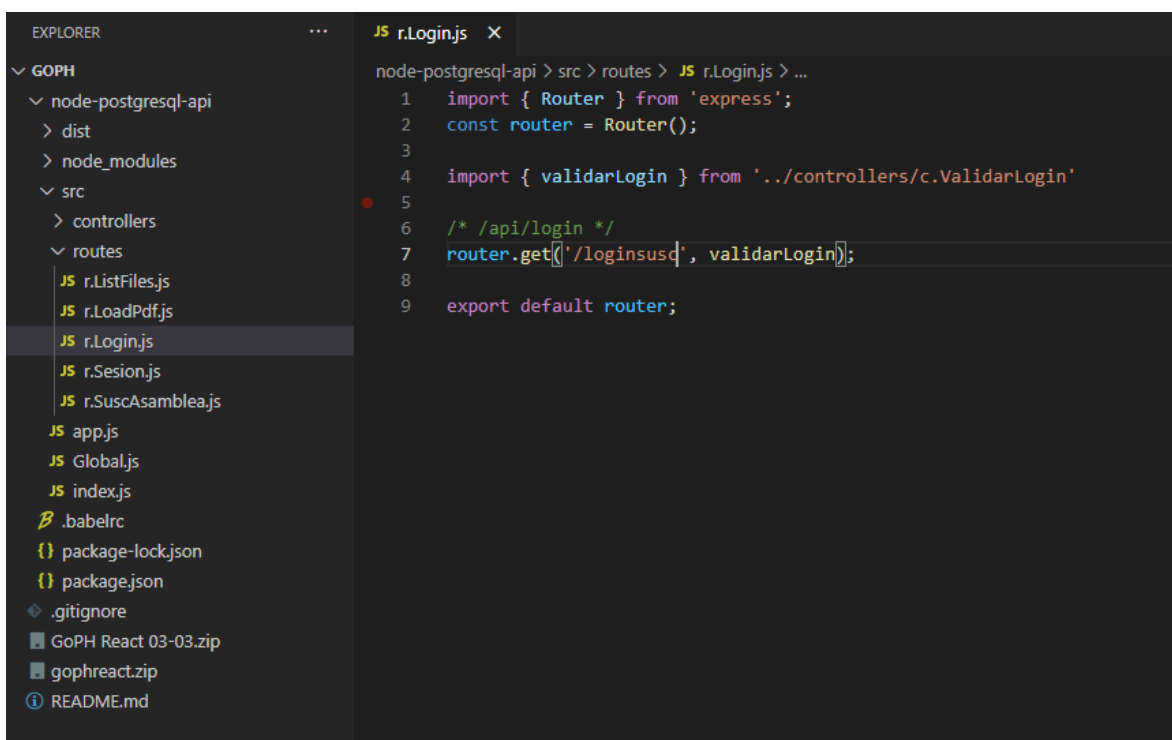 EXPLORER ...
GOPH
node-postgresql-api
dist
node_modules
src
controllers
routes
JS r.ListFiles.js
JS r.LoadPdf.js
JS r.Login.js
JS r.Sesion.js
JS r.SuscAsamblea.js
JS app.js
JS Global.js
JS index.js
.babelrc
{} package-lock.json
{} package.json
.gitignore
GoPH React 03-03.zip
gophreact.zip
README.md
JS r.Login.js
node-postgresql-api > src > routes > JS r.Login.js > ...
1 import { Router } from 'express';
2 const router = Router();
3
4 import { validarLogin } from '../controllers/c.ValidarLogin'
5
6 /* /api/login */
7 router.get('/loginsusc', validarLogin);
8
9 export default router;